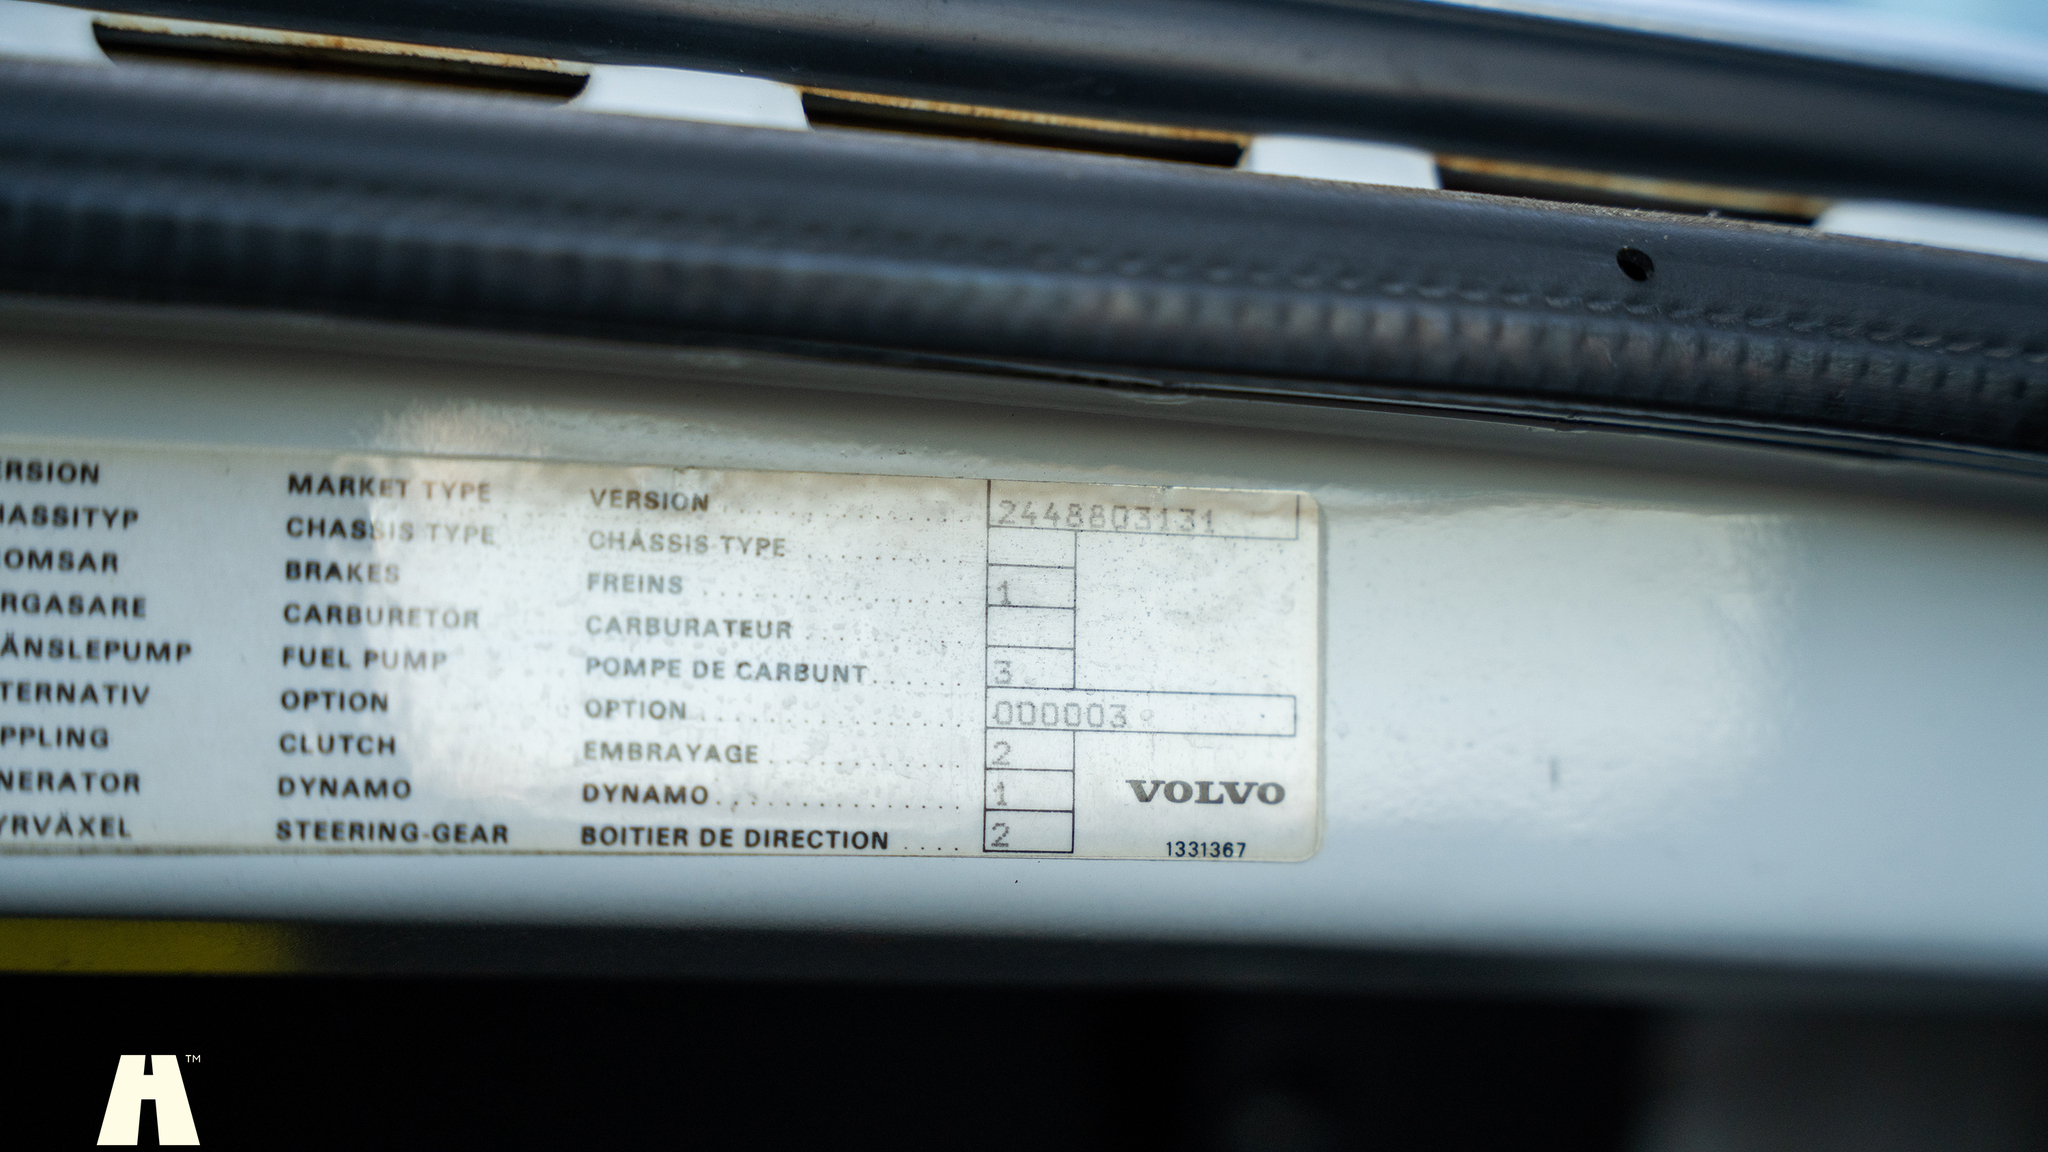 ERSION MARKET TYPE VERSION .......... 2448803131
HASSITYP CHASSIS TYPE CHÂSSIS TYPE ..........
OMSAR BRAKES FREINS .......... 1
RGASARE CARBURETOR CARBURATEUR ..........
ÄNSLEPUMP FUEL PUMP POMPE DE CARBUNT ...... 3
TERNATIV OPTION OPTION .......... 000003
PPLING CLUTCH EMBRAYAGE .......... 2
NERATOR DYNAMO DYNAMO .......... 1
YRVÄXEL STEERING-GEAR BOITIER DE DIRECTION .... 2
VOLVO
1331367
H™